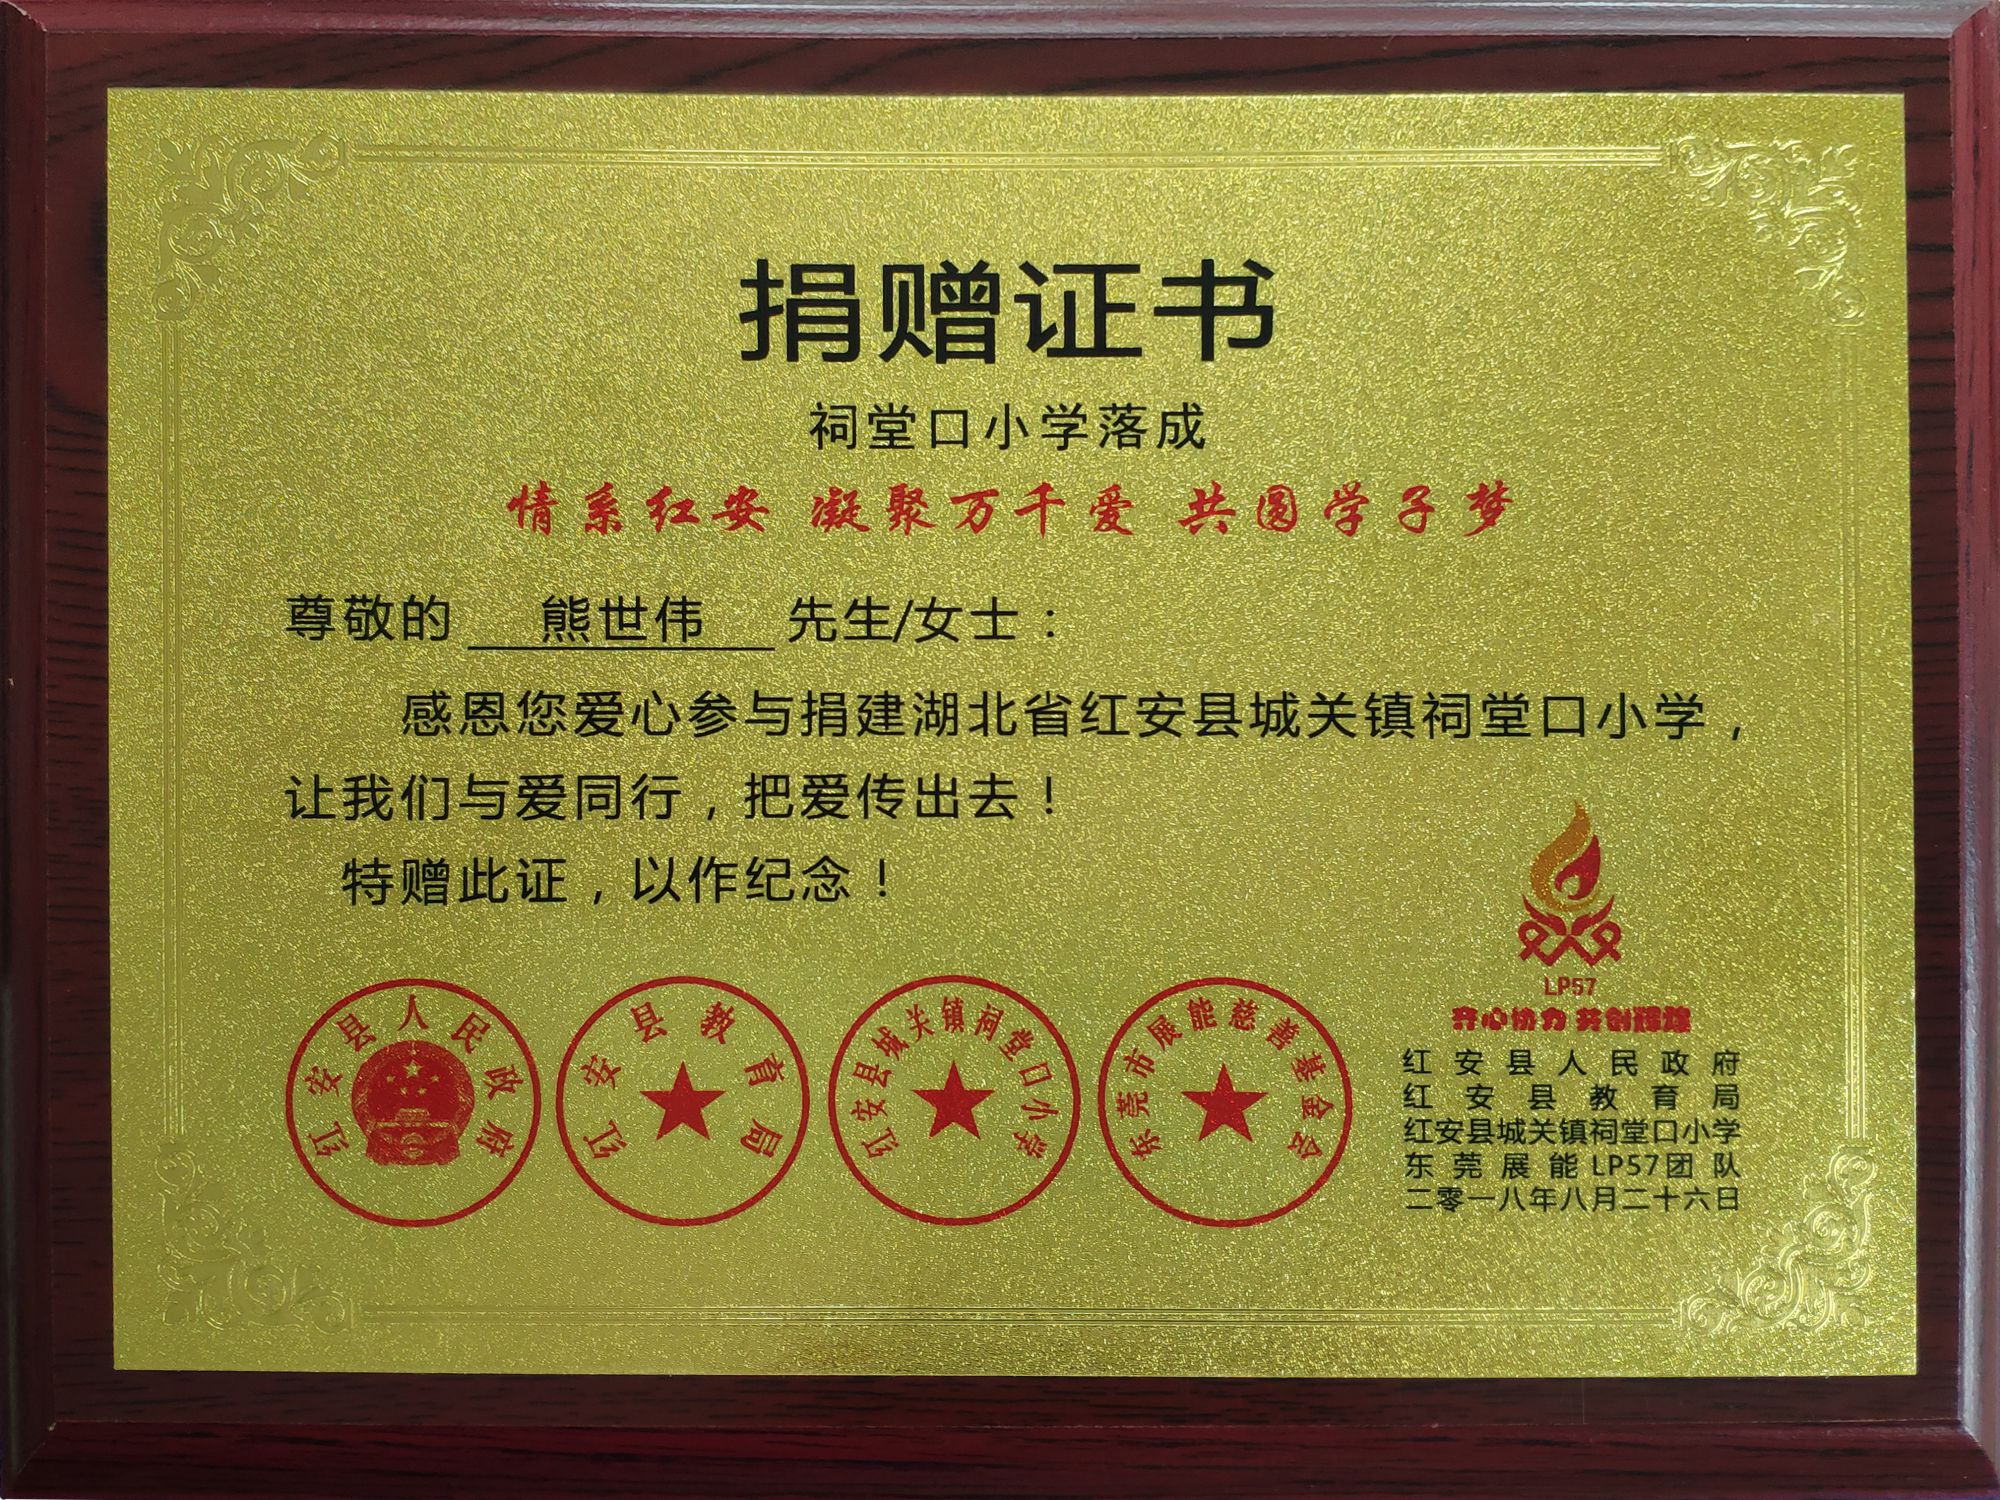 捐赠证书
祠堂口小学落成
情系红安 凝聚万千爱 共圆学子梦
尊敬的 熊世伟 先生/女士：
感恩您爱心参与捐建湖北省红安县城关镇祠堂口小学，
让我们与爱同行，把爱传出去！
特赠此证，以作纪念！
LP57
齐心协力 共创辉煌
红安县人民政府
红安县教育局
红安县城关镇祠堂口小学
东莞市展能慈善基金会
红安县人民政府
红安县教育局
红安县城关镇祠堂口小学
东莞展能LP57团队
二零一八年八月二十六日